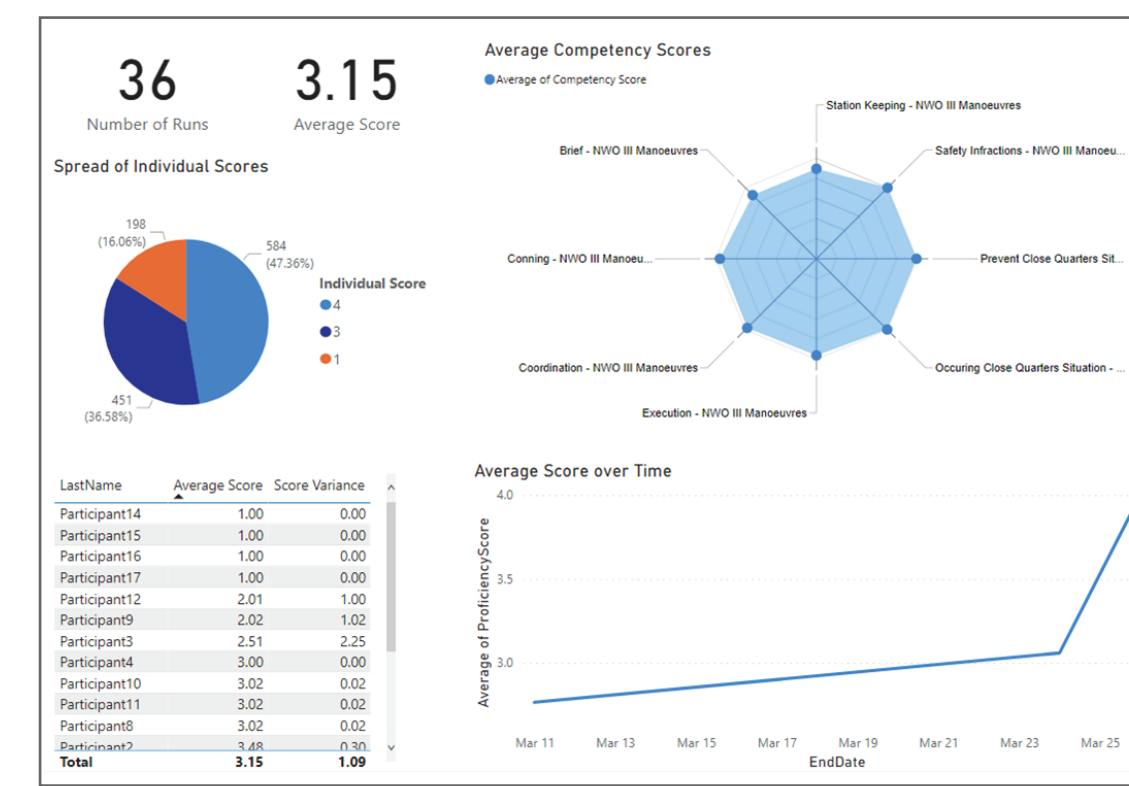 36
Number of Runs
3.15
Average Score
Spread of Individual Scores
198
(16.06%)
584
(47.36%)
451
(36.58%)
Individual Score
4
3
1
Average Competency Scores
Average of Competency Score
Station Keeping - NWO III Manoeuvres
Brief - NWO III Manoeuvres
Safety Infractions - NWO III Manoeu...
Conning - NWO III Manoeu...
Prevent Close Quarters Sit...
Coordination - NWO III Manoeuvres
Occuring Close Quarters Situation - ...
Execution - NWO III Manoeuvres
LastName Average Score Score Variance
Participant14 1.00 0.00
Participant15 1.00 0.00
Participant16 1.00 0.00
Participant17 1.00 0.00
Participant12 2.01 1.00
Participant9 2.02 1.02
Participant3 2.51 2.25
Participant4 3.00 0.00
Participant10 3.02 0.02
Participant11 3.02 0.02
Participant8 3.02 0.02
Participant2 3.48 0.30
Total 3.15 1.09
Average Score over Time
Average of ProficiencyScore
4.0
3.5
3.0
Mar 11 Mar 13 Mar 15 Mar 17 Mar 19 Mar 21 Mar 23 Mar 25
EndDate